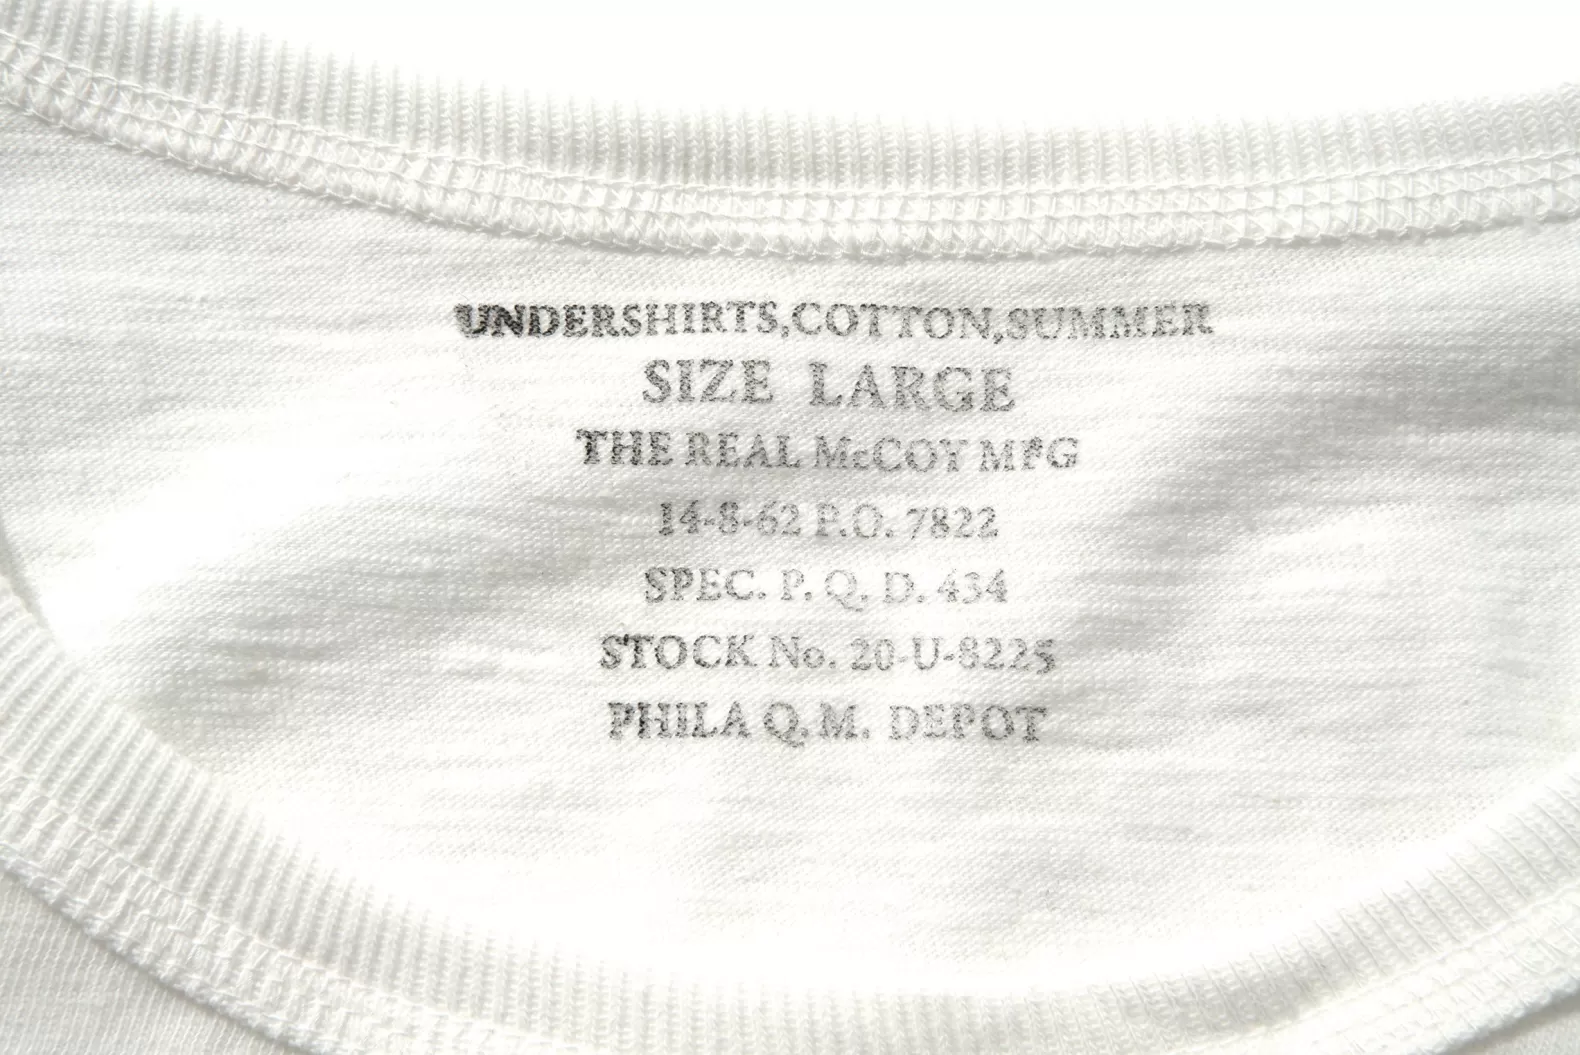 UNDERSHIRTS,COTTON,SUMMER
SIZE LARGE
THE REAL McCOY MFG
14-8-62 P.O. 7822
SPEC. P. Q. D. 434
STOCK No. 20-U-8225
PHILA Q.M. DEPOT